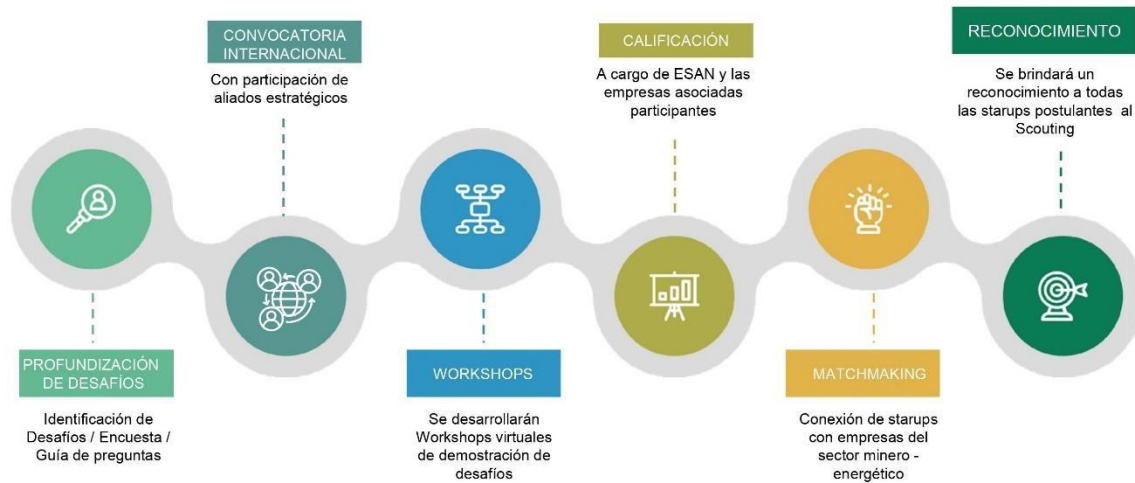 PROFUNDIZACIÓN
DE DESAFÍOS
Identificación de
Desafíos / Encuesta /
Guía de preguntas
CONVOCATORIA
INTERNACIONAL
Con participación de
aliados estratégicos
WORKSHOPS
Se desarrollarán
Workshops virtuales
de demostración de
desafíos
CALIFICACIÓN
A cargo de ESAN y las
empresas asociadas
participantes
MATCHMAKING
Conexión de starups
con empresas del
sector minero -
energético
RECONOCIMIENTO
Se brindará un
reconocimiento a todas
las starups postulantes al
Scouting